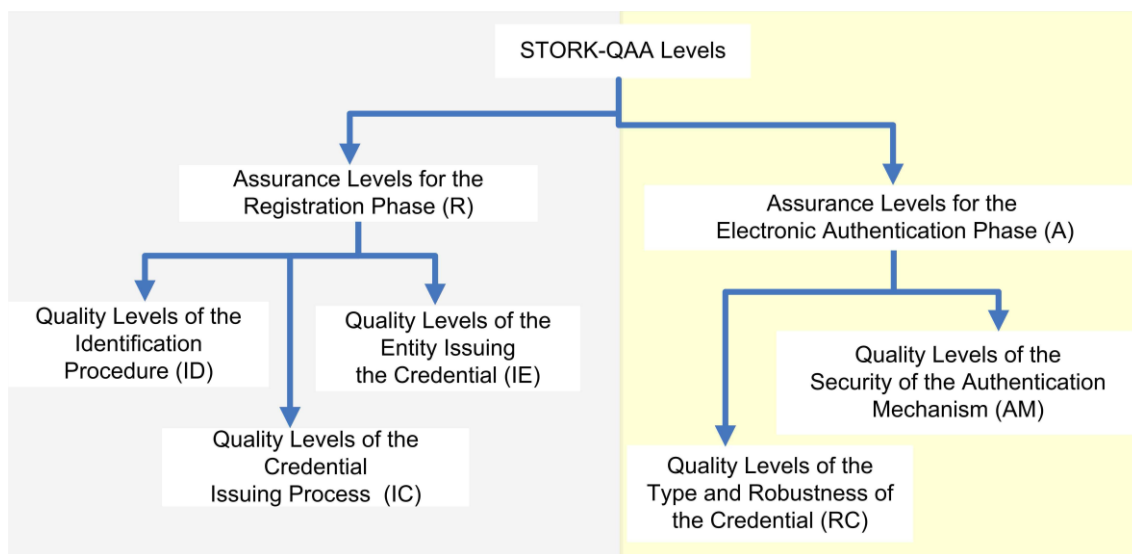 STORK-QAA Levels
Assurance Levels for the
Registration Phase (R)
Assurance Levels for the
Electronic Authentication Phase (A)
Quality Levels of the
Identification
Procedure (ID)
Quality Levels of the
Entity Issuing
the Credential (IE)
Quality Levels of the
Credential
Issuing Process (IC)
Quality Levels of the
Security of the Authentication
Mechanism (AM)
Quality Levels of the
Type and Robustness of
the Credential (RC)